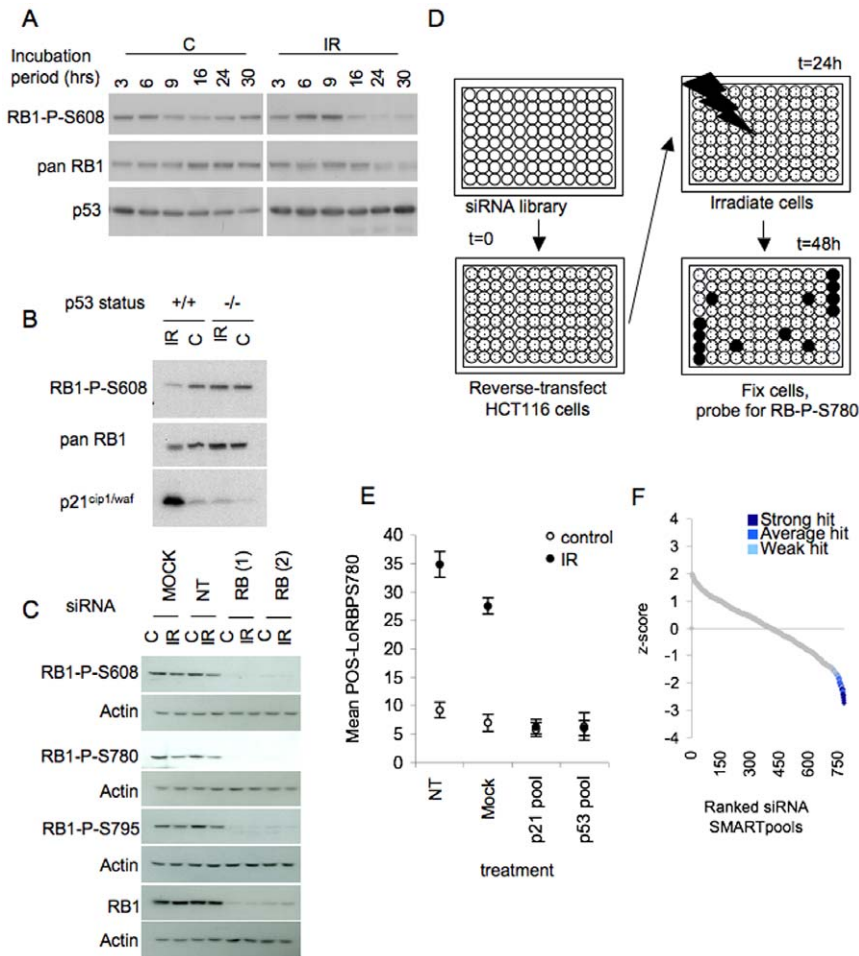 A
C
IR
Incubation
period (hrs)
3 6 9 16 24 30 3 6 9 16 24 30
RB1-P-S608
pan RB1
p53
B
p53 status
+/+ -/-
IR C IR C
RB1-P-S608
pan RB1
p21cip1/waf
C
siRNA
MOCK NT RB (1) RB (2)
C IR C IR C IR C IR
RB1-P-S608
Actin
RB1-P-S780
Actin
RB1-P-S795
Actin
RB1
Actin
D
siRNA library
t=0
Reverse-transfect
HCT116 cells
t=24h
Irradiate cells
t=48h
Fix cells,
probe for RB-P-S780
E
control
IR
Mean POS-LoRBPS780
40
35
30
25
20
15
10
5
0
NT Mock p21 pool p53 pool
treatment
F
Strong hit
Average hit
Weak hit
z-score
4
3
2
1
0
-1
-2
-3
-4
0 150 300 450 600 750
Ranked siRNA
SMARTpools